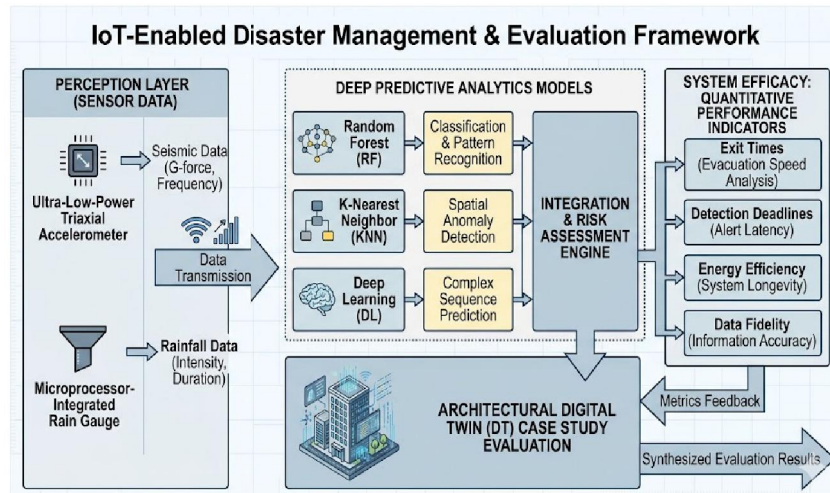 IoT-Enabled Disaster Management & Evaluation Framework
PERCEPTION LAYER
(SENSOR DATA)
Ultra-Low-Power
Triaxial
Accelerometer
Seismic Data
(G-force,
Frequency)
Data
Transmission
Microprocessor-
Integrated
Rain Gauge
Rainfall Data
(Intensity,
Duration)
DEEP PREDICTIVE ANALYTICS MODELS
Random
Forest
(RF)
Classification
& Pattern
Recognition
K-Nearest
Neighbor
(KNN)
Spatial
Anomaly
Detection
Deep
Learning
(DL)
Complex
Sequence
Prediction
INTEGRATION
& RISK
ASSESSMENT
ENGINE
SYSTEM EFFICACY:
QUANTITATIVE
PERFORMANCE
INDICATORS
Exit Times
(Evacuation Speed
Analysis)
Detection Deadlines
(Alert Latency)
Energy Efficiency
(System Longevity)
Data Fidelity
(Information Accuracy)
Metrics Feedback
ARCHITECTURAL DIGITAL
TWIN (DT) CASE STUDY
EVALUATION
Synthesized Evaluation Results